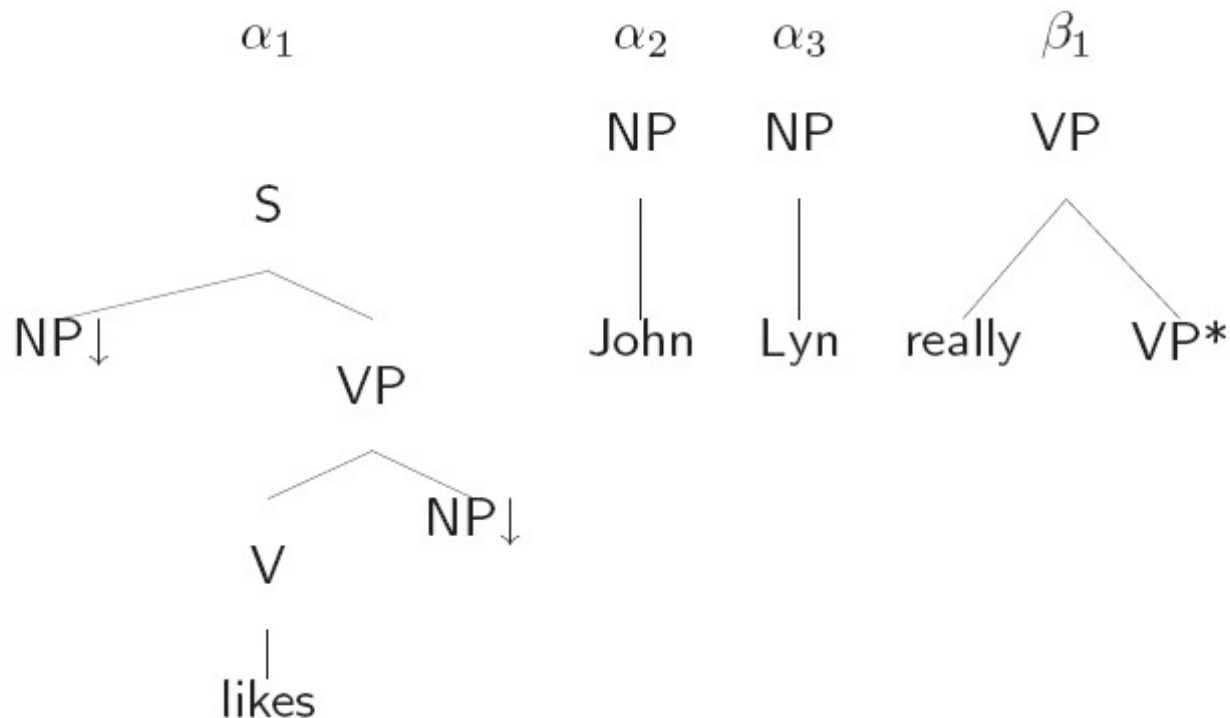 α₁ α₂ α₃ β₁
NP NP VP
S
NP↓ John Lyn really VP*
VP
NP↓
V
likes